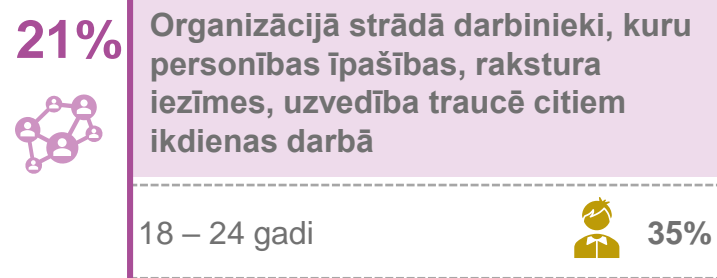 21%
Organizācijā strādā darbinieki, kuru
personības īpašības, rakstura
iezīmes, uzvedība traucē citiem
ikdienas darbā
18 – 24 gadi
35%